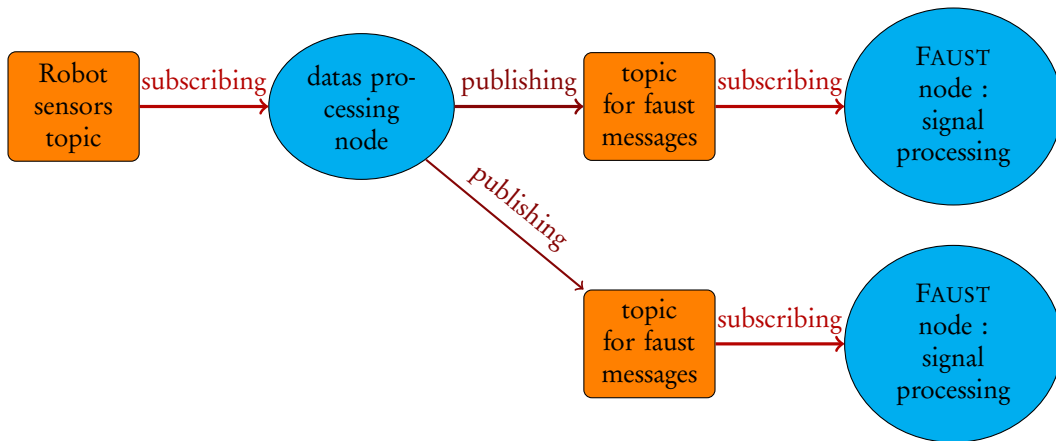 Robot
sensors
topic
subscribing
datas pro-
cessing
node
publishing
topic
for faust
messages
subscribing
FAUST
node :
signal
processing
publishing
topic
for faust
messages
subscribing
FAUST
node :
signal
processing